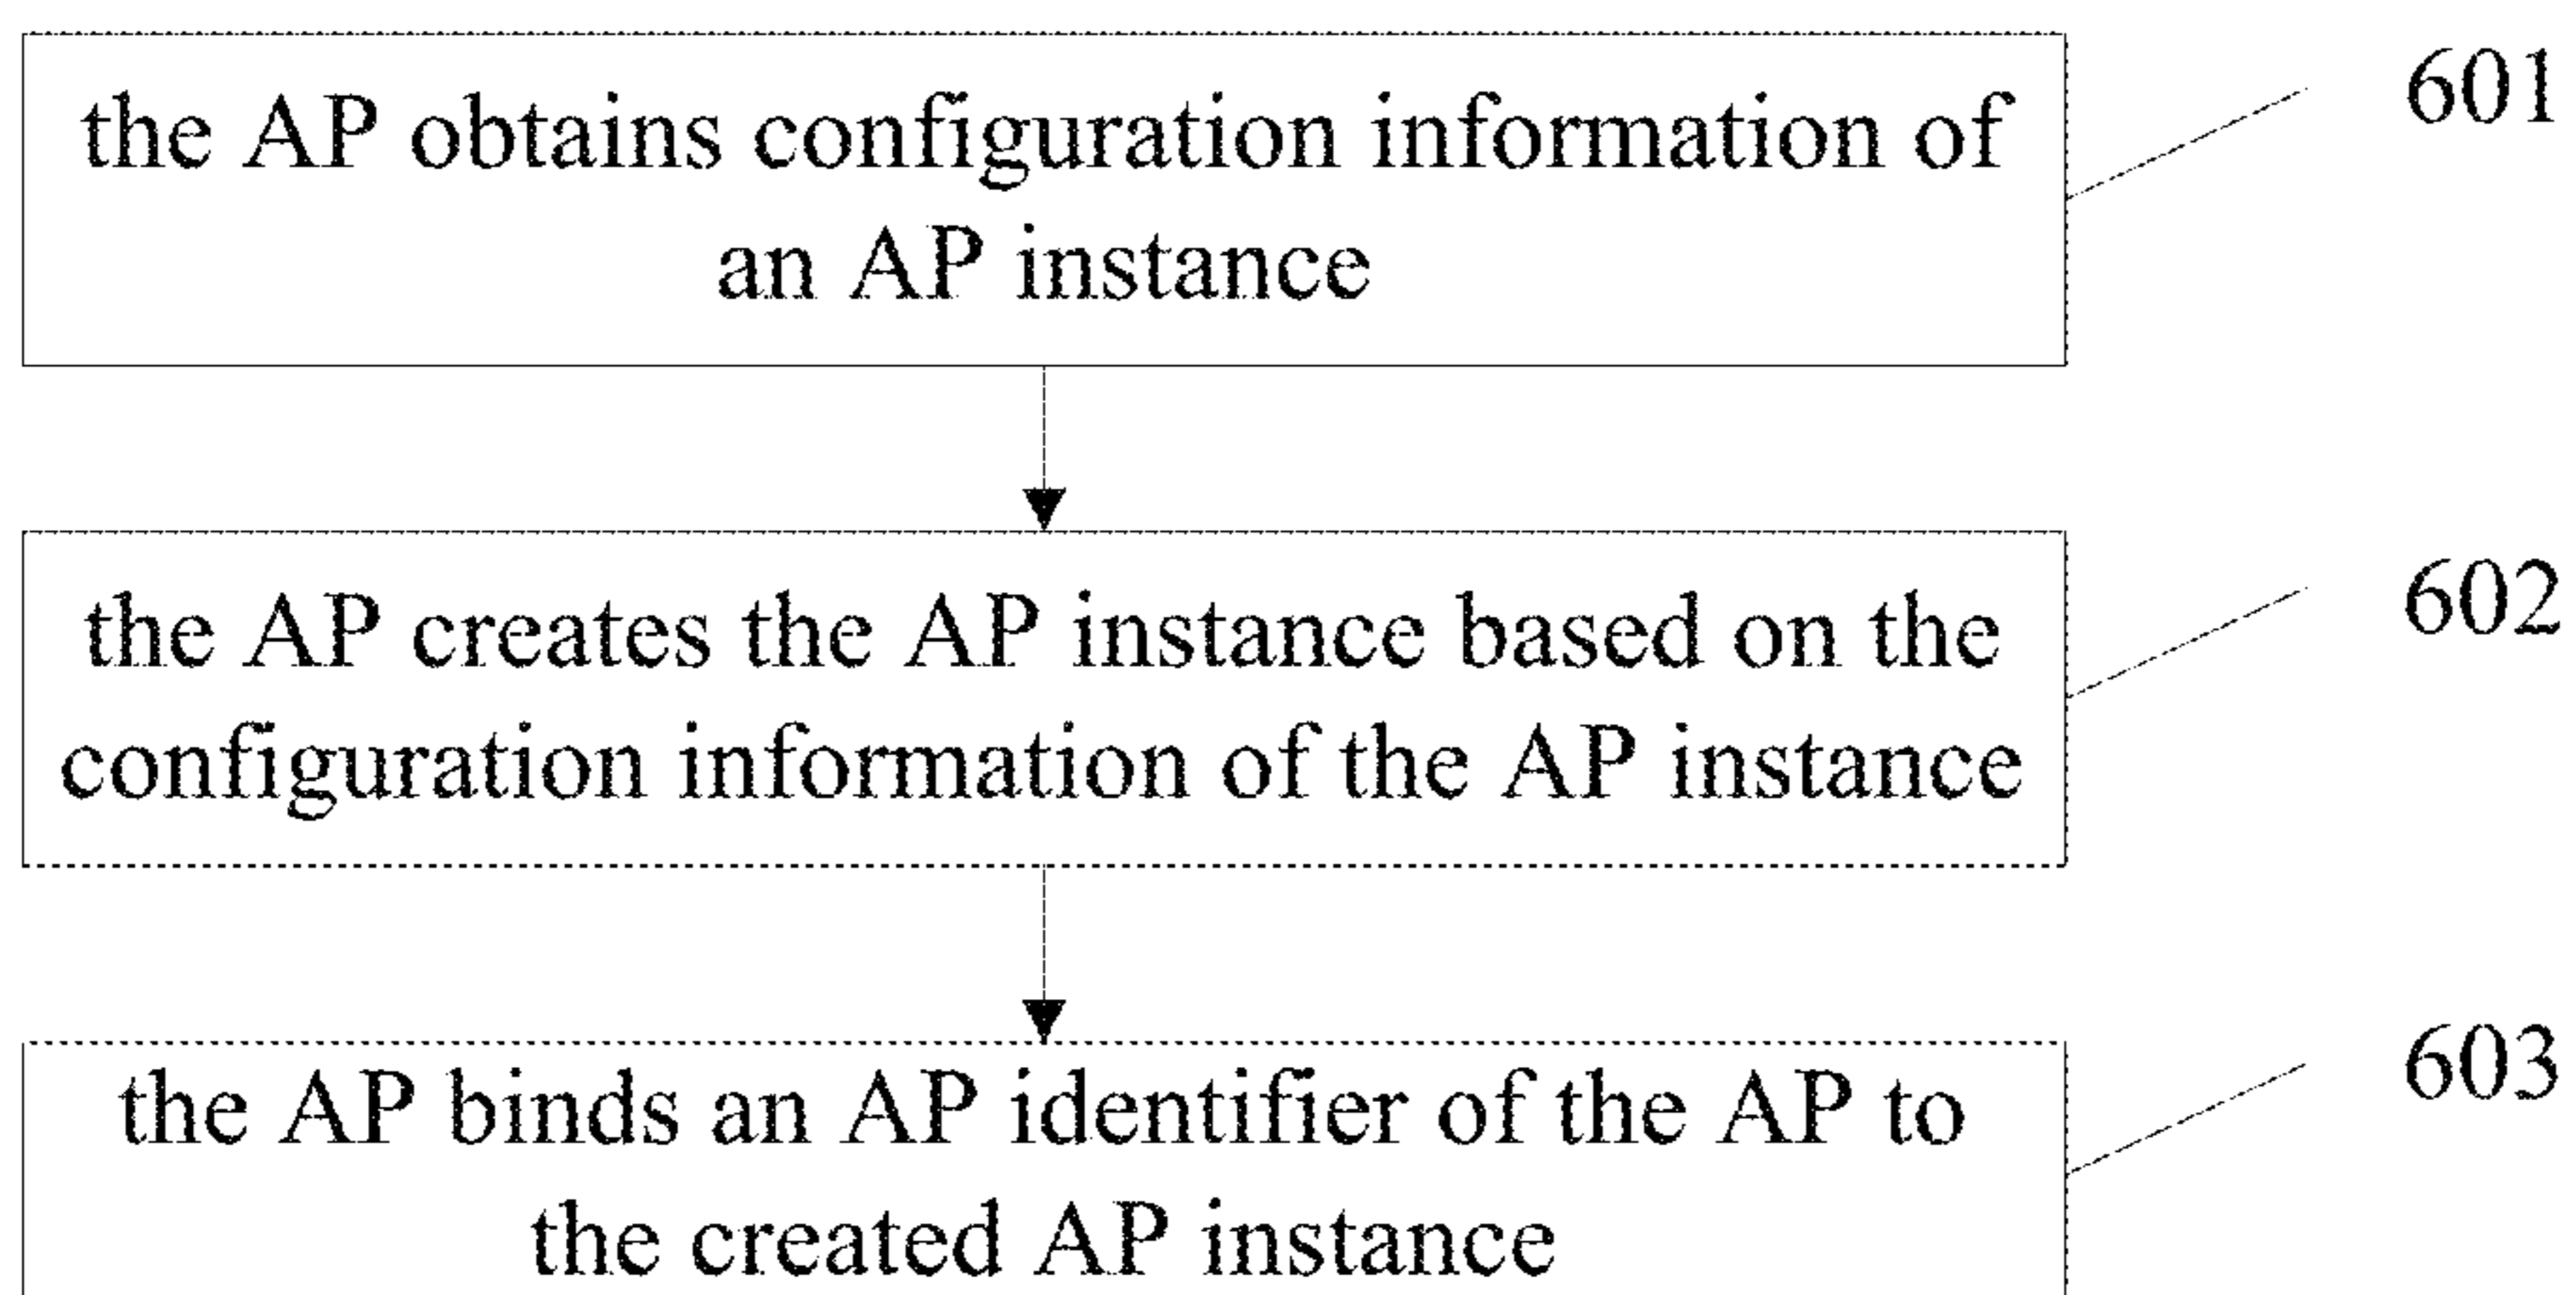 the AP obtains configuration information of
an AP instance
601
the AP creates the AP instance based on the
configuration information of the AP instance
602
the AP binds an AP identifier of the AP to
the created AP instance
603